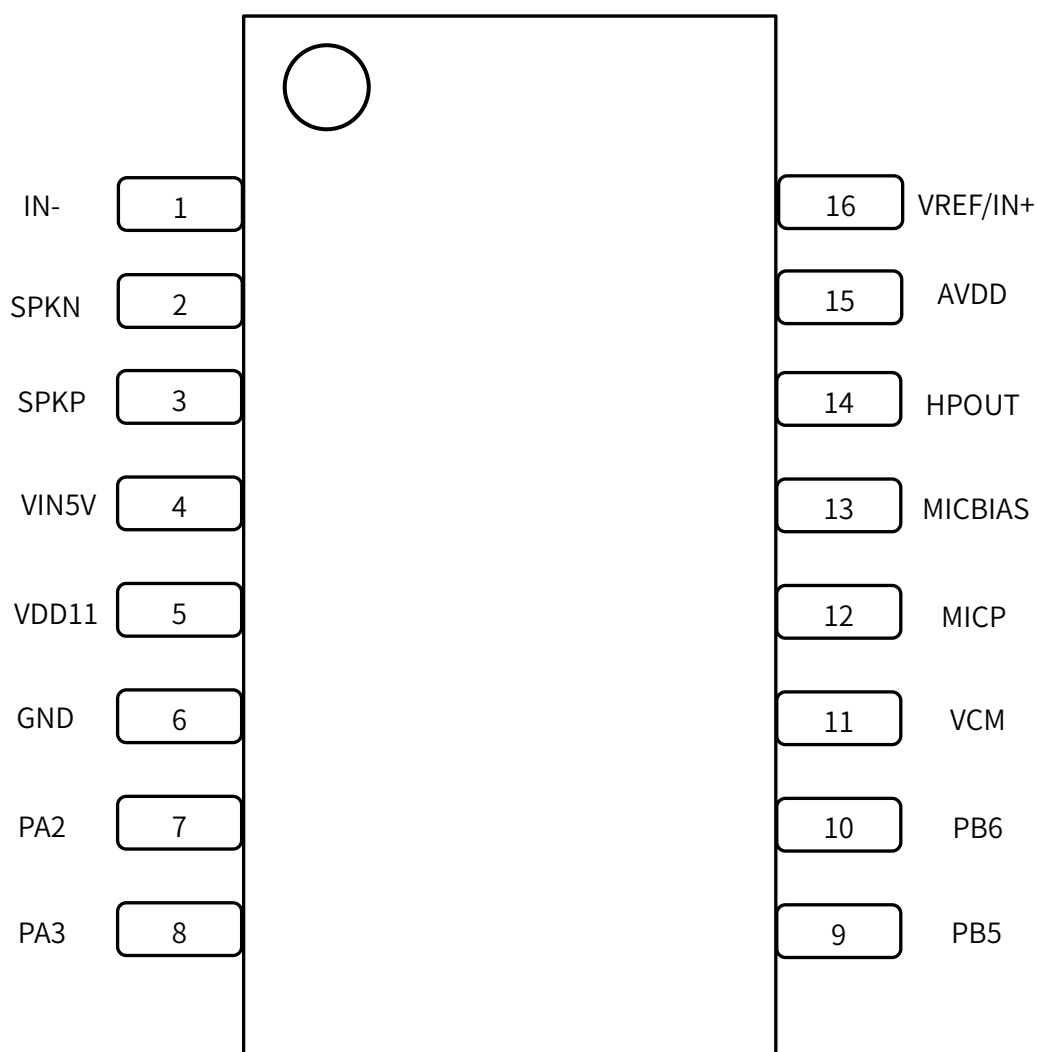 IN- 1 16 VREF/IN+
SPKN 2 15 AVDD
SPKP 3 14 HPOUT
VIN5V 4 13 MICBIAS
VDD11 5 12 MICP
GND 6 11 VCM
PA2 7 10 PB6
PA3 8 9 PB5